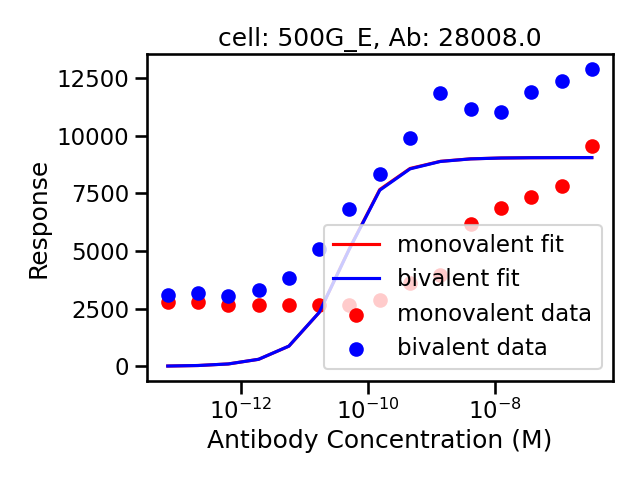 cell: 500G_E, Ab: 28008.0
Response
12500
10000
7500
5000
2500
0
monovalent fit
bivalent fit
monovalent data
bivalent data
10⁻¹² 10⁻¹⁰ 10⁻⁸
Antibody Concentration (M)